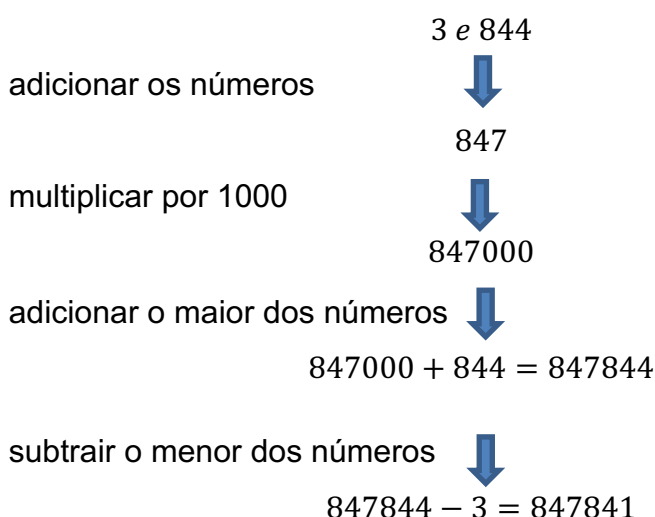 3 e 844
adicionar os números
847
multiplicar por 1000
847000
adicionar o maior dos números
847000 + 844 = 847844
subtrair o menor dos números
847844 − 3 = 847841